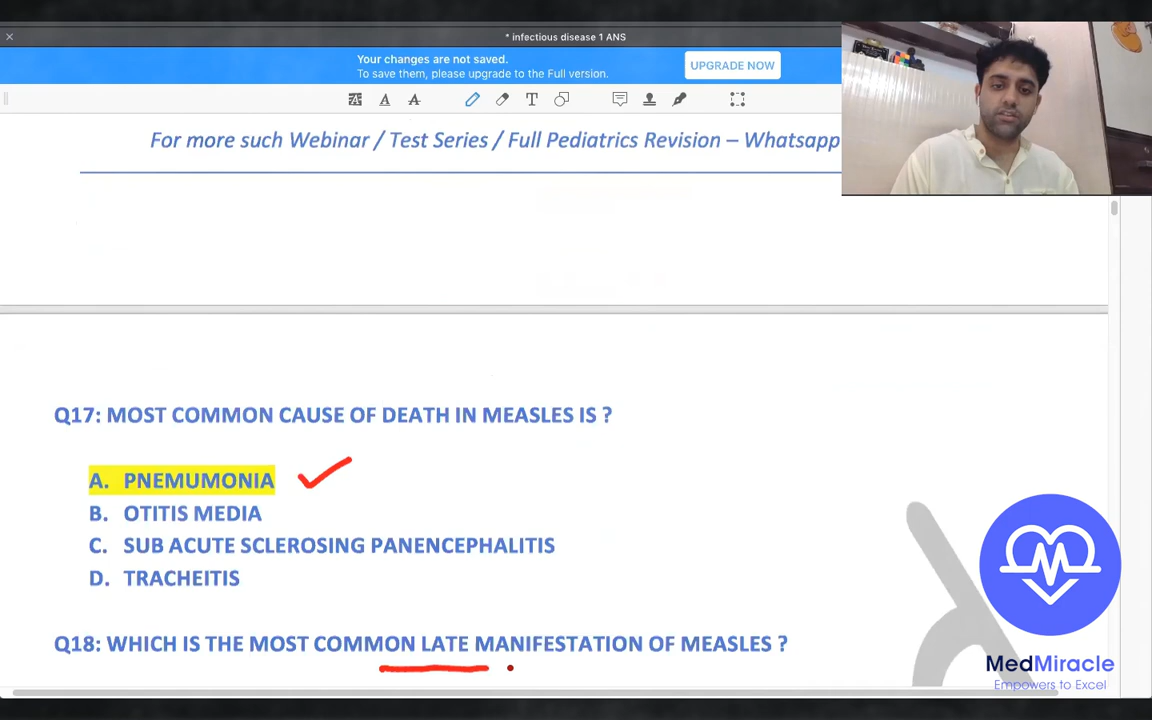 * infectious disease 1 ANS
Your changes are not saved.
To save them, please upgrade to the Full version.
UPGRADE NOW
For more such Webinar / Test Series / Full Pediatrics Revision – Whatsapp
Q17: MOST COMMON CAUSE OF DEATH IN MEASLES IS ?
A. PNEMUMONIA
B. OTITIS MEDIA
C. SUB ACUTE SCLEROSING PANENCEPHALITIS
D. TRACHEITIS
Q18: WHICH IS THE MOST COMMON LATE MANIFESTATION OF MEASLES ?
MedMiracle
Empowers to Excel